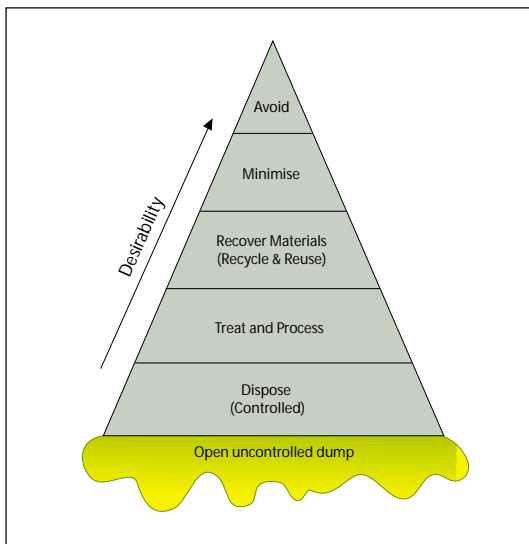 Avoid
Minimise
Desirability
Recover Materials
(Recycle & Reuse)
Treat and Process
Dispose
(Controlled)
Open uncontrolled dump